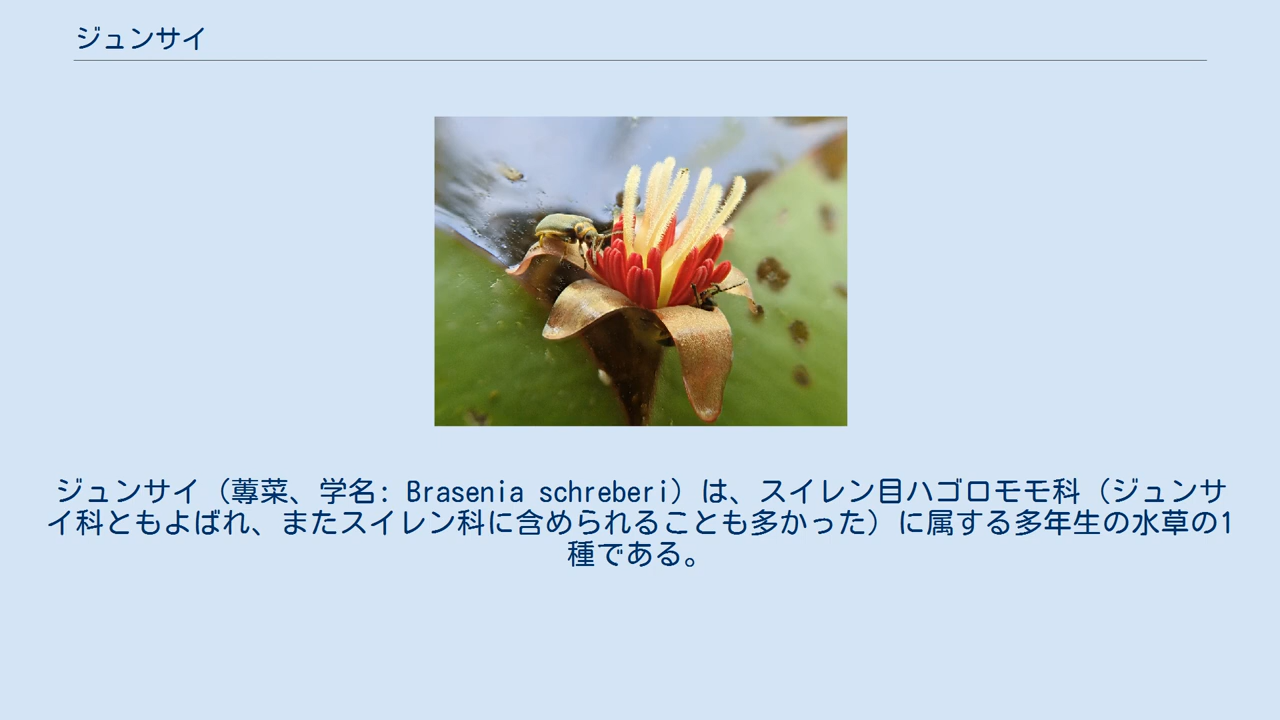 ジュンサイ
ジュンサイ（蓴菜、学名: Brasenia schreberi）は、スイレン目ハゴロモモ科（ジュンサ
イ科ともよばれ、またスイレン科に含められることも多かった）に属する多年生の水草の1
種である。